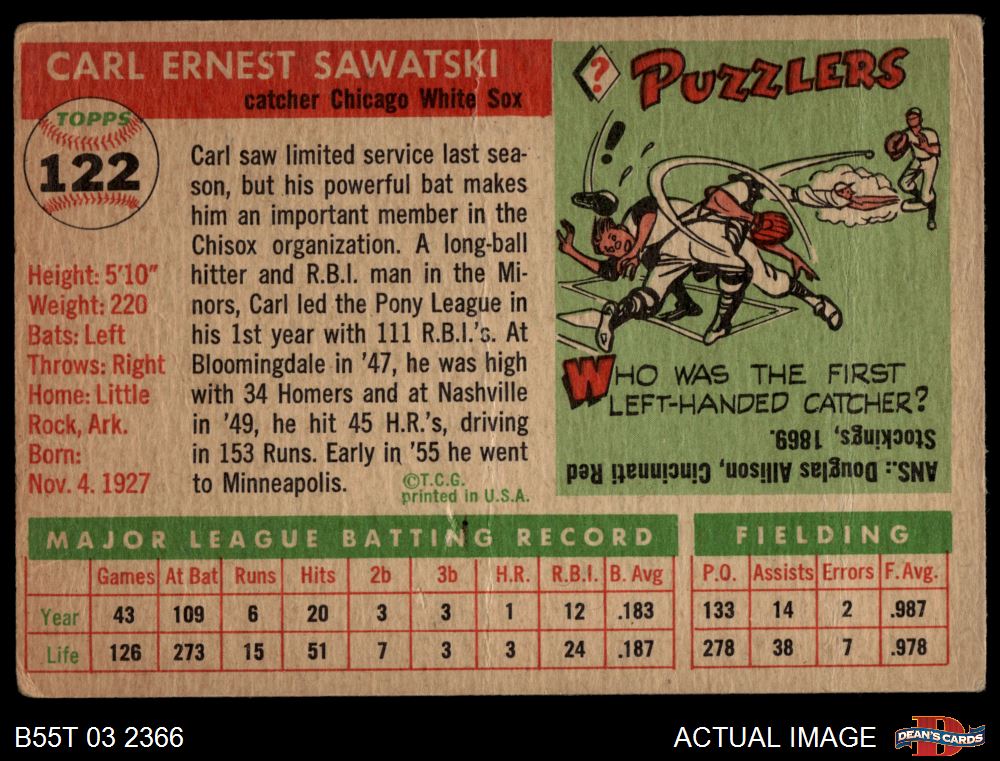 CARL ERNEST SAWATSKI
catcher Chicago White Sox
TOPPS
122
Carl saw limited service last sea-
son, but his powerful bat makes
him an important member in the
Chisox organization. A long-ball
hitter and R.B.I. man in the Mi-
nors, Carl led the Pony League in
his 1st year with 111 R.B.I.'s. At
Bloomingdale in '47, he was high
with 34 Homers and at Nashville
in '49, he hit 45 H.R.'s, driving
in 153 Runs. Early in '55 he went
to Minneapolis.
©T.C.G.
printed in U.S.A.
Height: 5'10"
Weight: 220
Bats: Left
Throws: Right
Home: Little
Rock, Ark.
Born:
Nov. 4. 1927
?
PUZZLERS
!
WHO WAS THE FIRST
LEFT-HANDED CATCHER?
ANS.: Douglas Allison, Cincinnati Red
Stockings, 1869.
MAJOR LEAGUE BATTING RECORD
Games At Bat Runs Hits 2b 3b H.R. R.B.I. B. Avg
Year 43 109 6 20 3 3 1 12 .183
Life 126 273 15 51 7 3 3 24 .187
FIELDING
P.O. Assists Errors F. Avg.
133 14 2 .987
278 38 7 .978
B55T 03 2366
ACTUAL IMAGE
D
DEAN'S CARDS